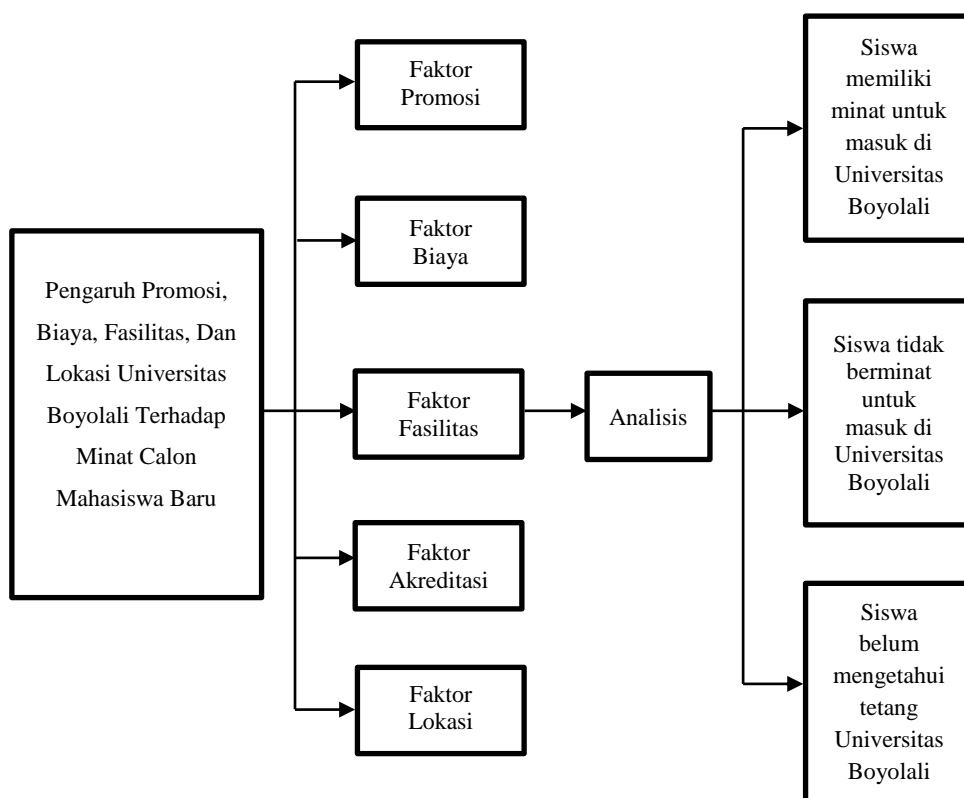 Pengaruh Promosi,
Biaya, Fasilitas, Dan
Lokasi Universitas
Boyolali Terhadap
Minat Calon
Mahasiswa Baru
Faktor
Promosi
Faktor
Biaya
Faktor
Fasilitas
Faktor
Akreditasi
Faktor
Lokasi
Analisis
Siswa
memiliki
minat untuk
masuk di
Universitas
Boyolali
Siswa tidak
berminat
untuk
masuk di
Universitas
Boyolali
Siswa
belum
mengetahui
tetang
Universitas
Boyolali